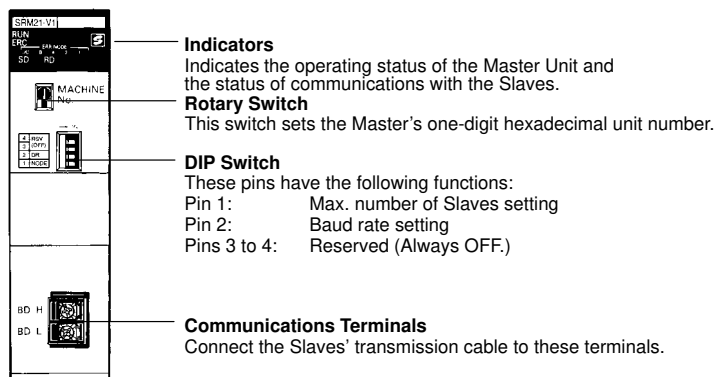 SRM21-V1
RUN
ERC
ERR NODE
8 4 2 1
SD RD
MACHINE
No.
4 RSV
3 (OFF)
2 DR
1 NODE
BD H
BD L
Indicators
Indicates the operating status of the Master Unit and
the status of communications with the Slaves.
Rotary Switch
This switch sets the Master's one-digit hexadecimal unit number.
DIP Switch
These pins have the following functions:
Pin 1: Max. number of Slaves setting
Pin 2: Baud rate setting
Pins 3 to 4: Reserved (Always OFF.)
Communications Terminals
Connect the Slaves' transmission cable to these terminals.